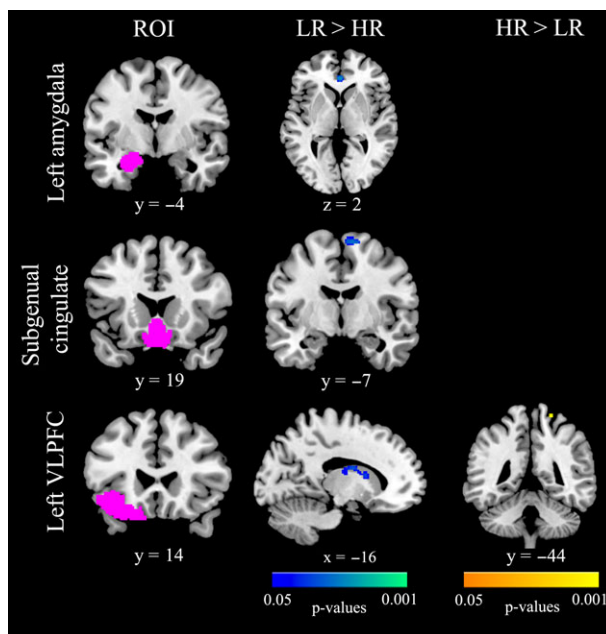 ROI
LR > HR
HR > LR
Left amygdala
y = −4
z = 2
Subgenual
cingulate
y = 19
y = −7
Left VLPFC
y = 14
x = −16
y = −44
0.05
0.001
p-values
0.05
0.001
p-values